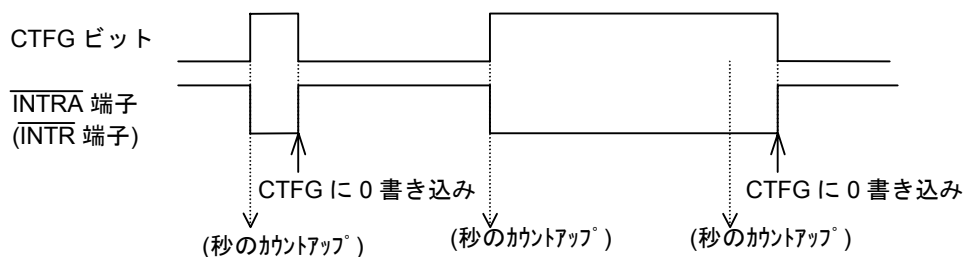 CTFG ビット
INTRA 端子
(INTR 端子)
CTFG に 0 書き込み
CTFG に 0 書き込み
(秒のｶｳﾝﾄｱｯﾌﾟ)
(秒のｶｳﾝﾄｱｯﾌﾟ)
(秒のｶｳﾝﾄｱｯﾌﾟ)